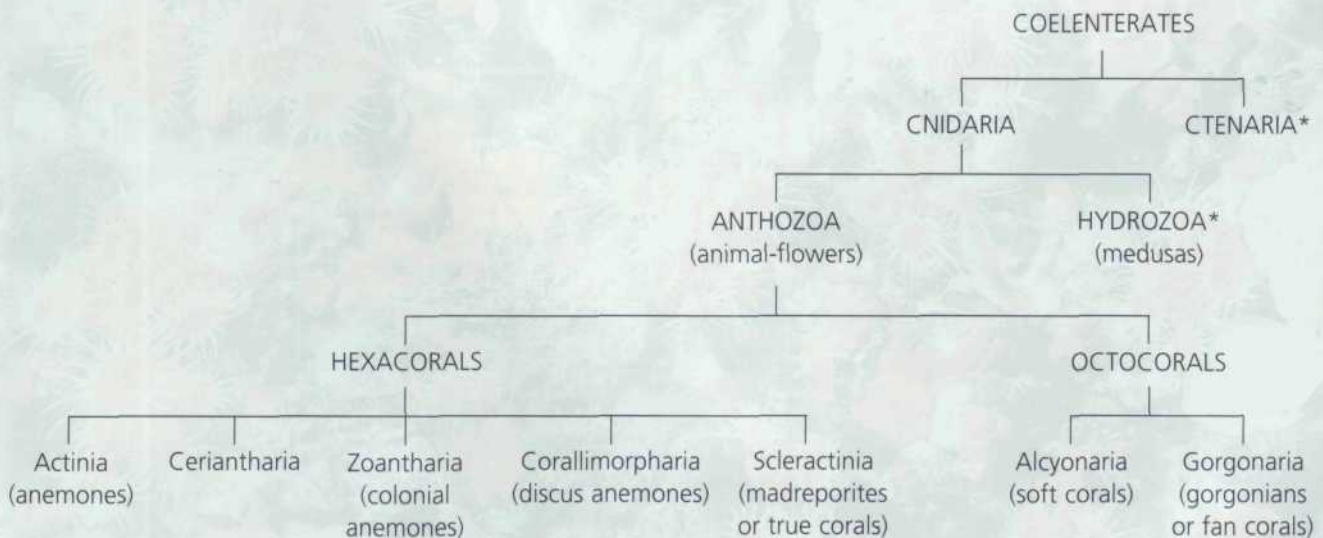 COELENTERATES
CNIDARIA
CTENARIA*
ANTHOZOA
(animal-flowers)
HYDROZOA*
(medusas)
HEXACORALS
OCTOCORALS
Actinia
(anemones)
Ceriantharia
Zoantharia
(colonial
anemones)
Corallimorpharia
(discus anemones)
Scleractinia
(madreporites
or true corals)
Alcyonaria
(soft corals)
Gorgonaria
(gorgonians
or fan corals)